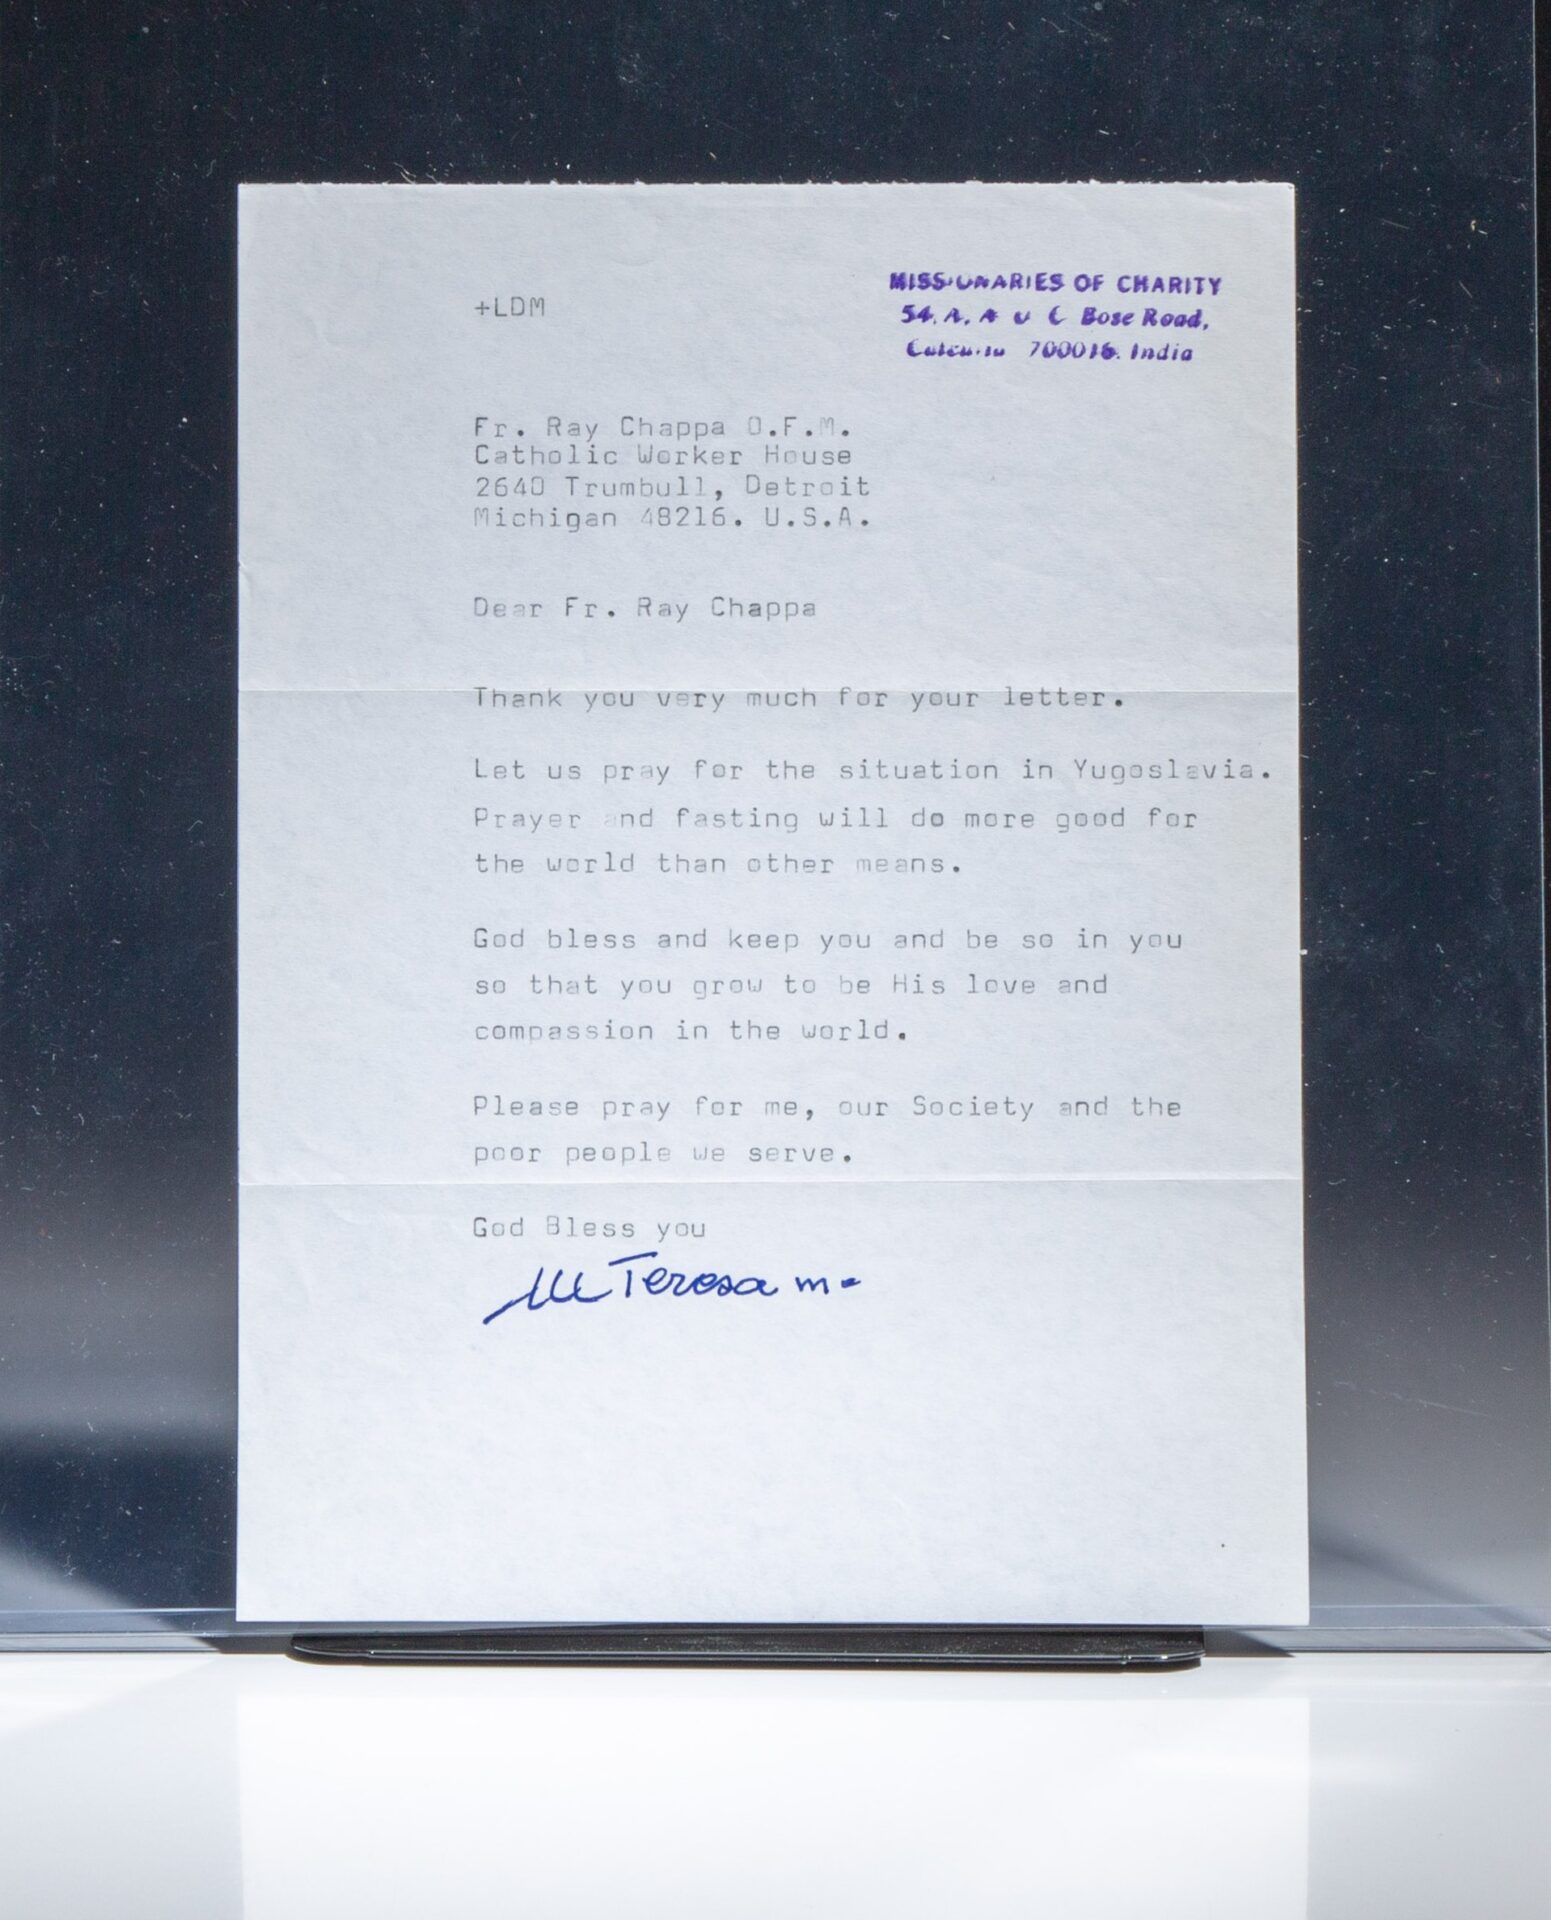 +LDM
MISSIONARIES OF CHARITY
54, A, A J C Bose Road,
Calcutta 700016. India
Fr. Ray Chappa O.F.M.
Catholic Worker House
2640 Trumbull, Detroit
Michigan 48216. U.S.A.
Dear Fr. Ray Chappa
Thank you very much for your letter.
Let us pray for the situation in Yugoslavia.
Prayer and fasting will do more good for
the world than other means.
God bless and keep you and be so in you
so that you grow to be His love and
compassion in the world.
Please pray for me, our Society and the
poor people we serve.
God Bless you
M Teresa mc